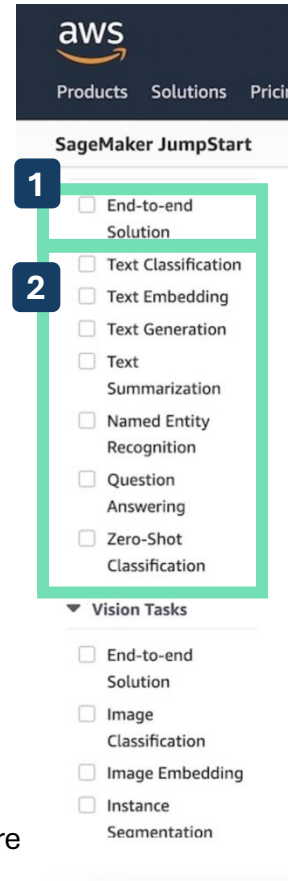 aws
Products Solutions Pricin
SageMaker JumpStart
1
End-to-end
Solution
2
Text Classification
Text Embedding
Text Generation
Text
Summarization
Named Entity
Recognition
Question
Answering
Zero-Shot
Classification
Vision Tasks
End-to-end
Solution
Image
Classification
Image Embedding
Instance
Segmentation
re